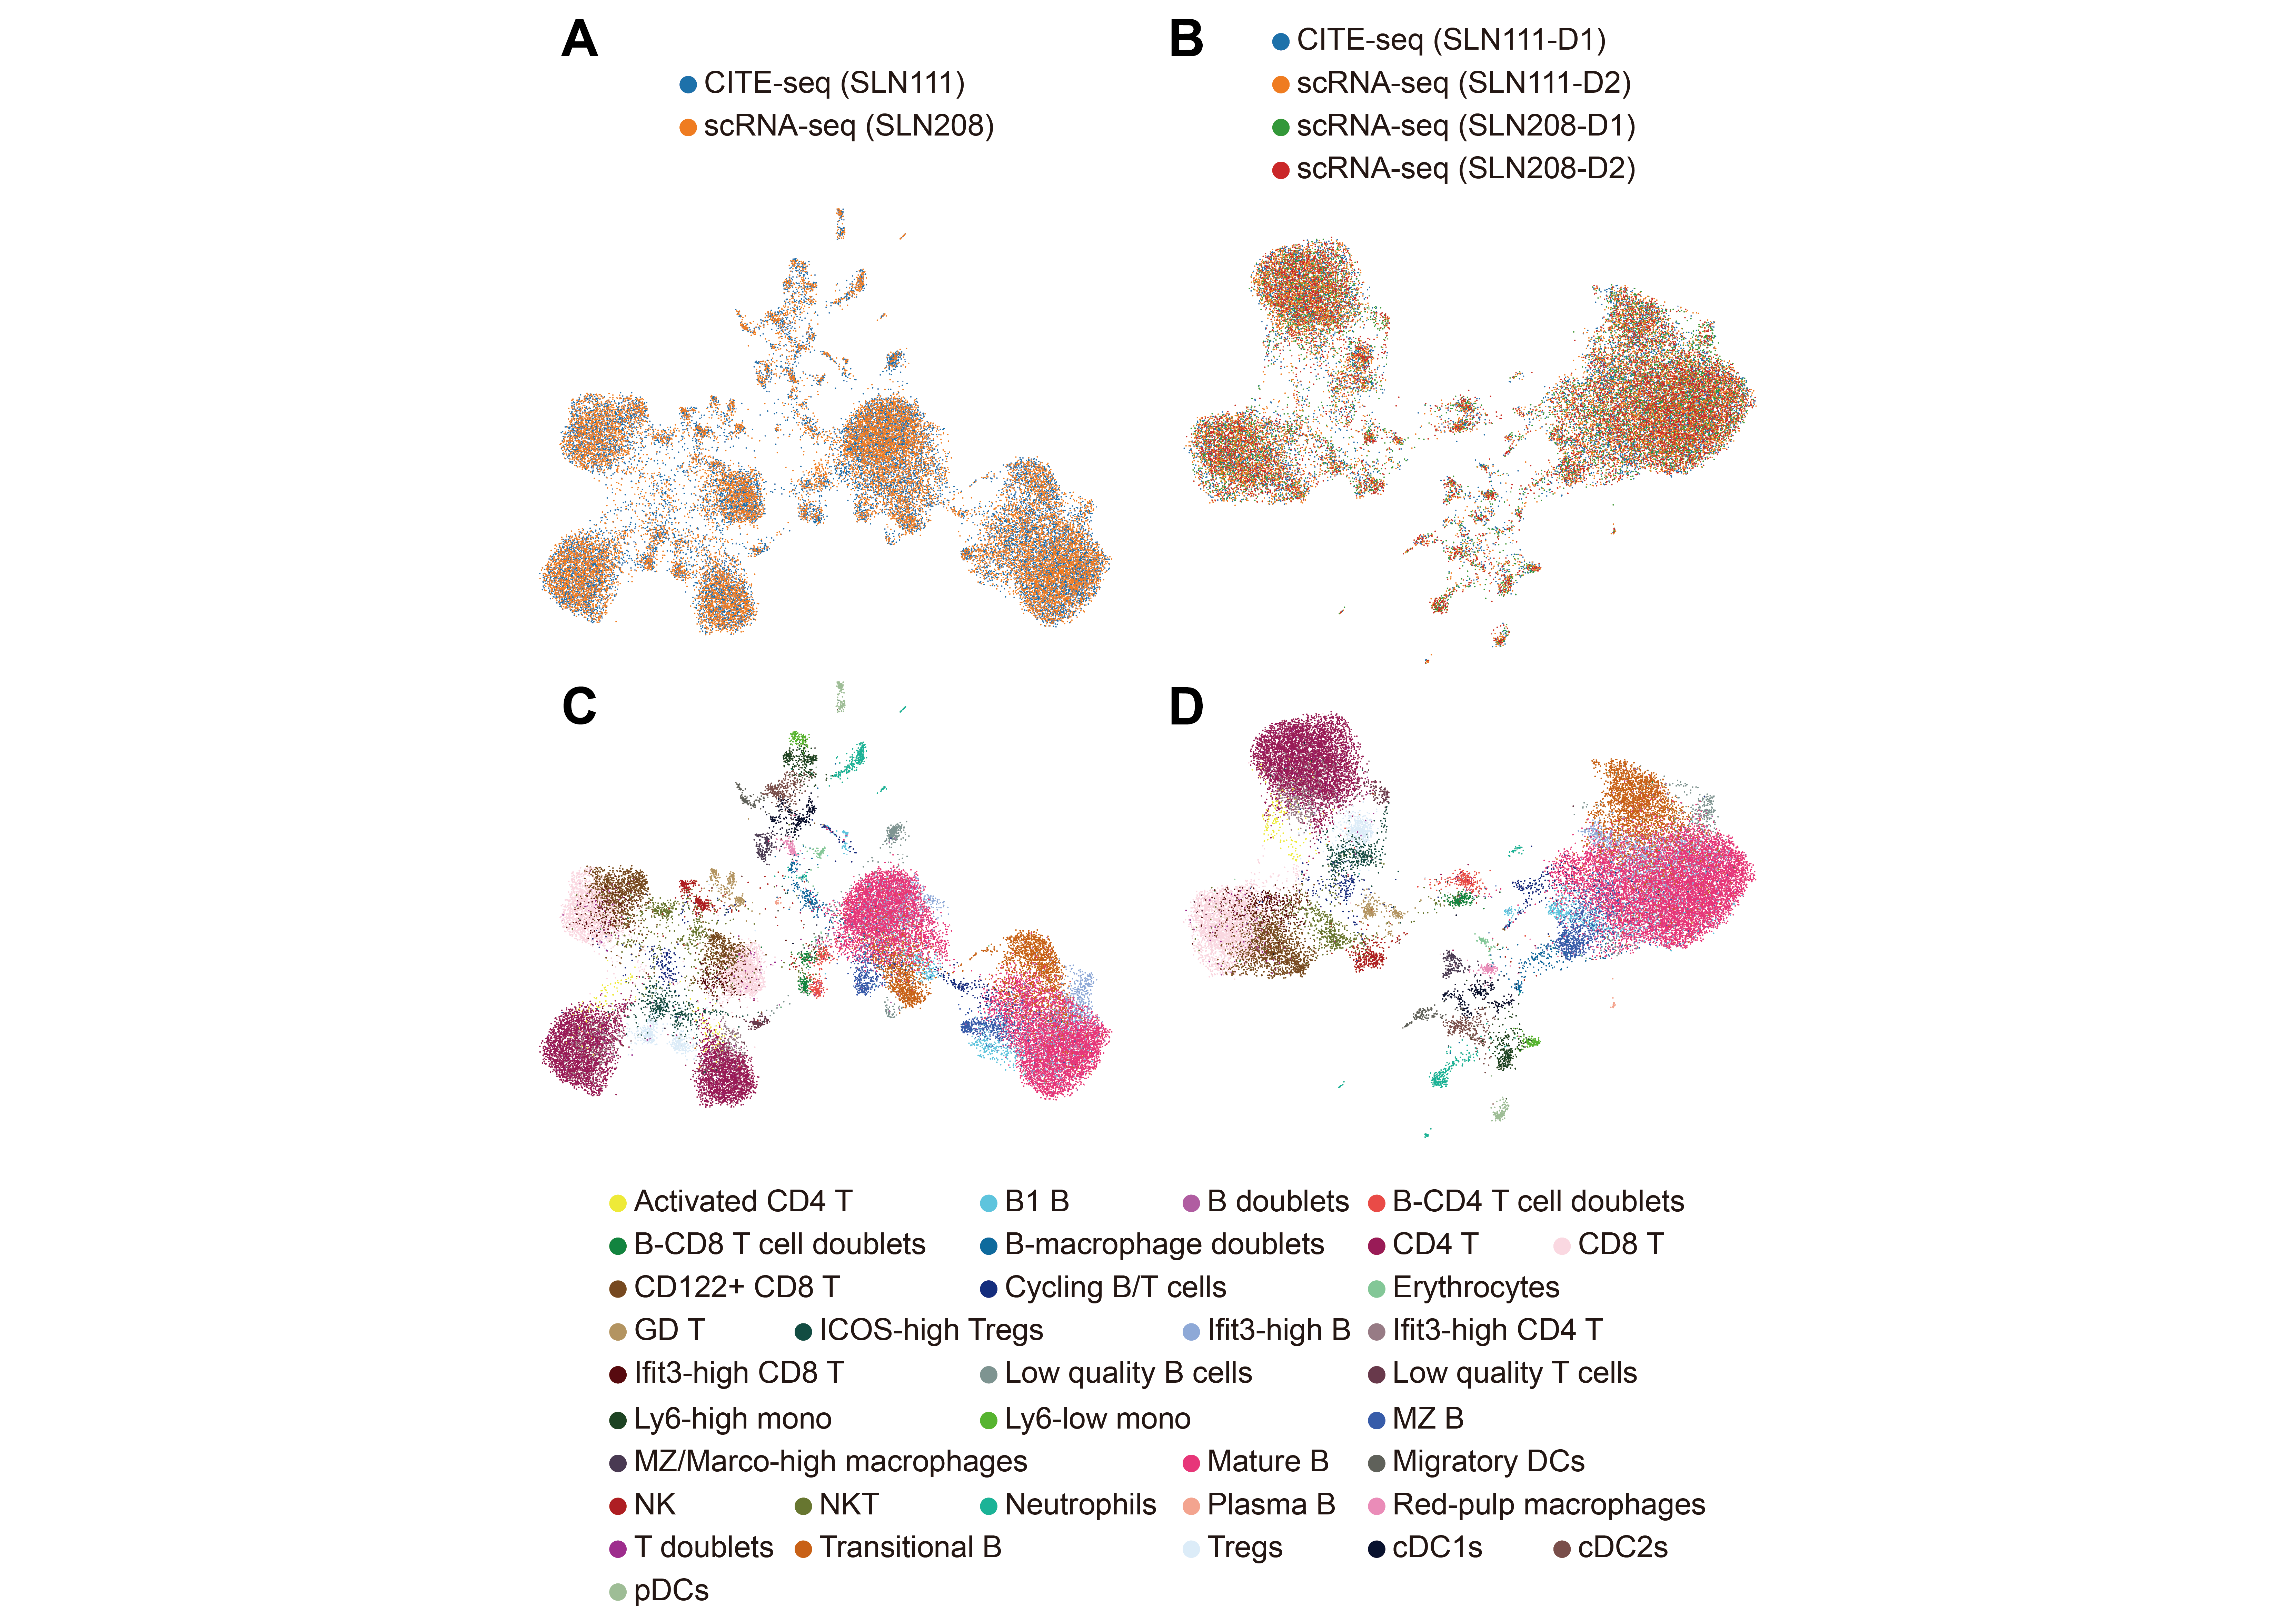 A
CITE-seq (SLN111)
scRNA-seq (SLN208)
B
CITE-seq (SLN111-D1)
scRNA-seq (SLN111-D2)
scRNA-seq (SLN208-D1)
scRNA-seq (SLN208-D2)
C
D
Activated CD4 T B1 B B doublets B-CD4 T cell doublets
B-CD8 T cell doublets B-macrophage doublets CD4 T CD8 T
CD122+ CD8 T Cycling B/T cells Erythrocytes
GD T ICOS-high Tregs Ifit3-high B Ifit3-high CD4 T
Ifit3-high CD8 T Low quality B cells Low quality T cells
Ly6-high mono Ly6-low mono MZ B
MZ/Marco-high macrophages Mature B Migratory DCs
NK NKT Neutrophils Plasma B Red-pulp macrophages
T doublets Transitional B Tregs cDC1s cDC2s
pDCs